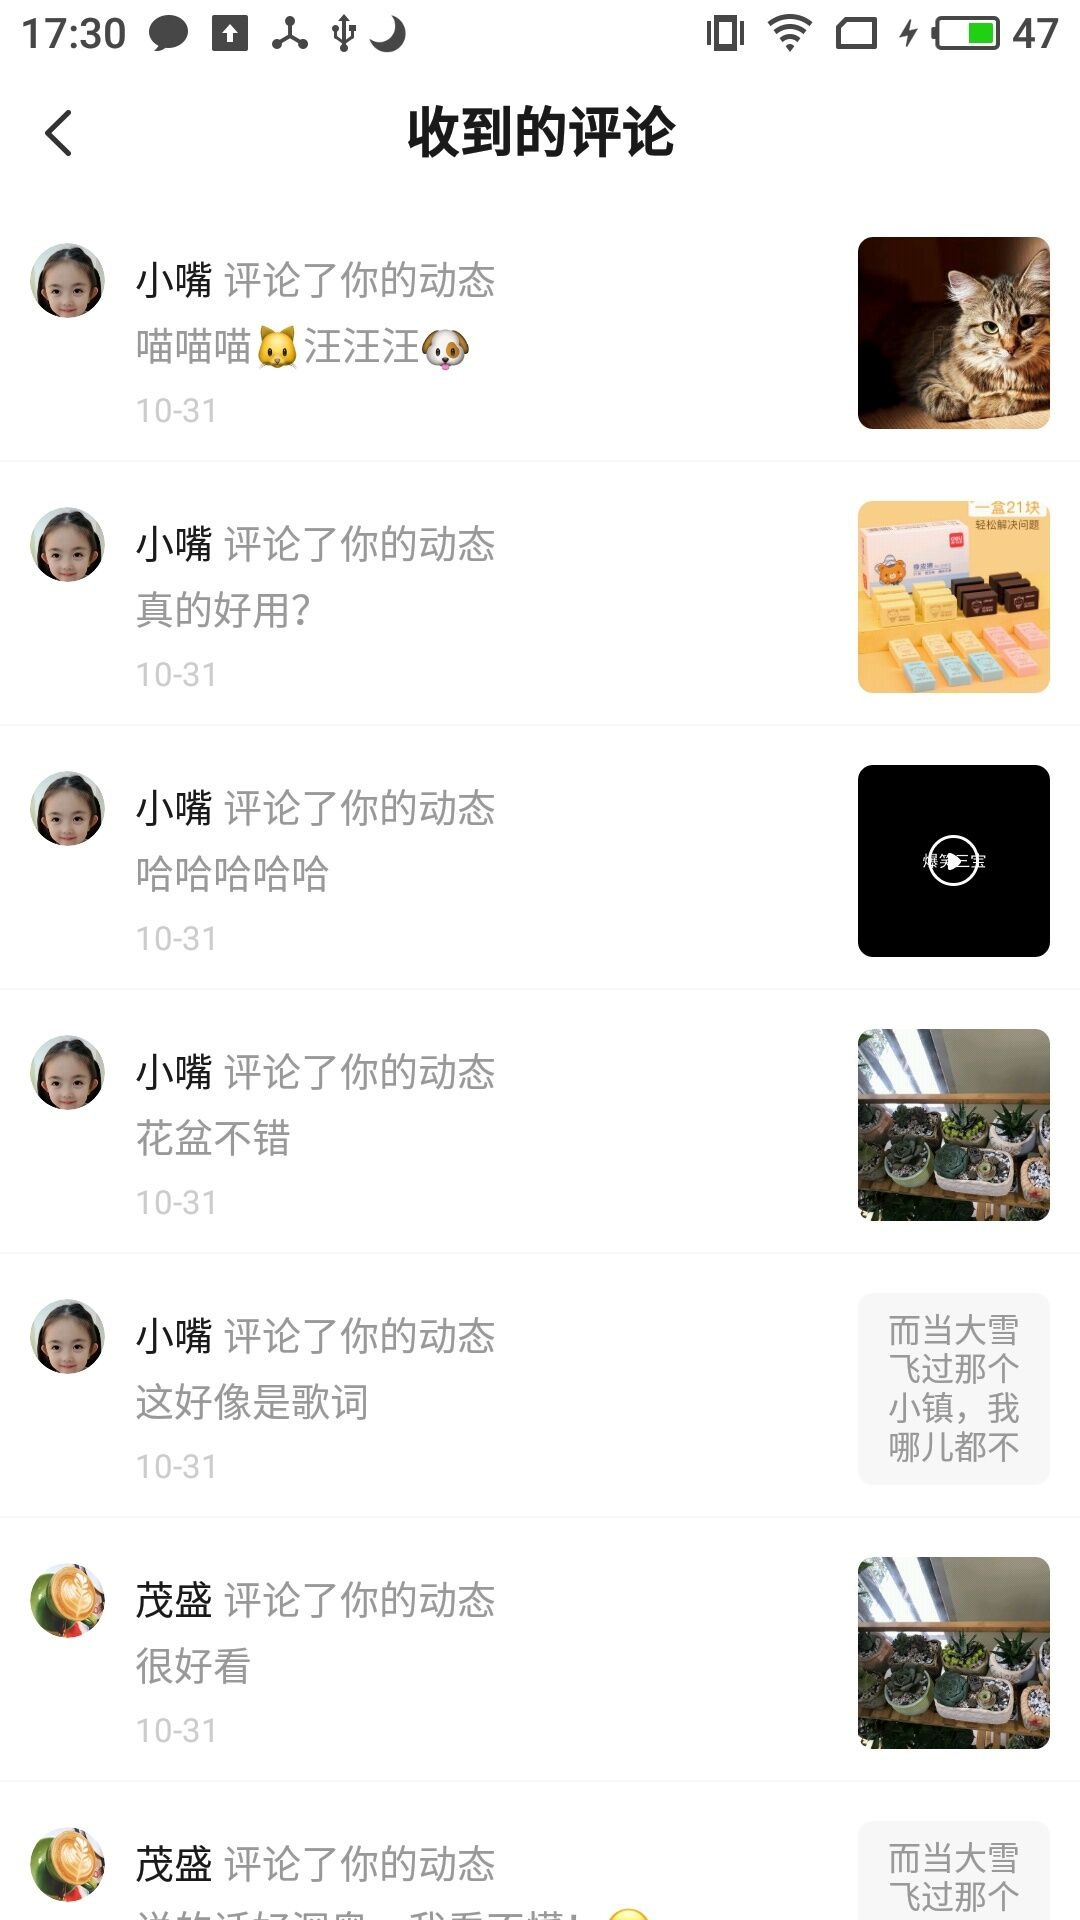 17:30
47
收到的评论
小嘴 评论了你的动态
喵喵喵🐱汪汪汪🐶
10-31
小嘴 评论了你的动态
一盒21块
轻松解决问题
真的好用?
10-31
小嘴 评论了你的动态
哈哈哈哈哈
爆笑三宝
10-31
小嘴 评论了你的动态
花盆不错
10-31
小嘴 评论了你的动态
这好像是歌词
10-31
而当大雪
飞过那个
小镇，我
哪儿都不
茂盛 评论了你的动态
很好看
10-31
茂盛 评论了你的动态
而当大雪
飞过那个